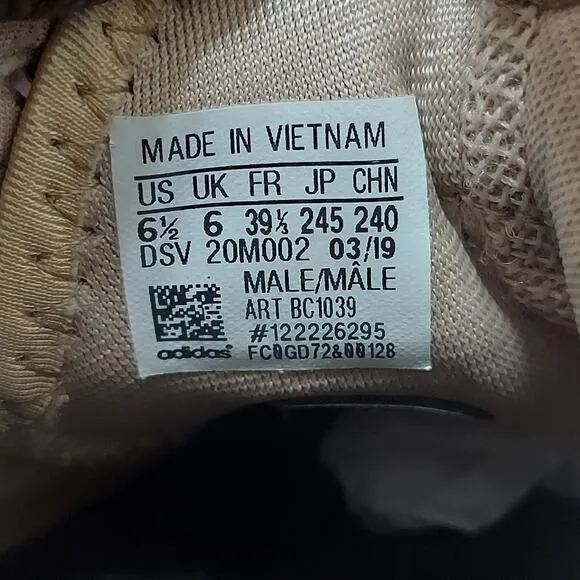 MADE IN VIETNAM
US UK FR JP CHN
6½ 6 39⅓ 245 240
DSV 20M002 03/19
MALE/MÂLE
ART BC1039
#122226295
adidas FC0GD72&00128